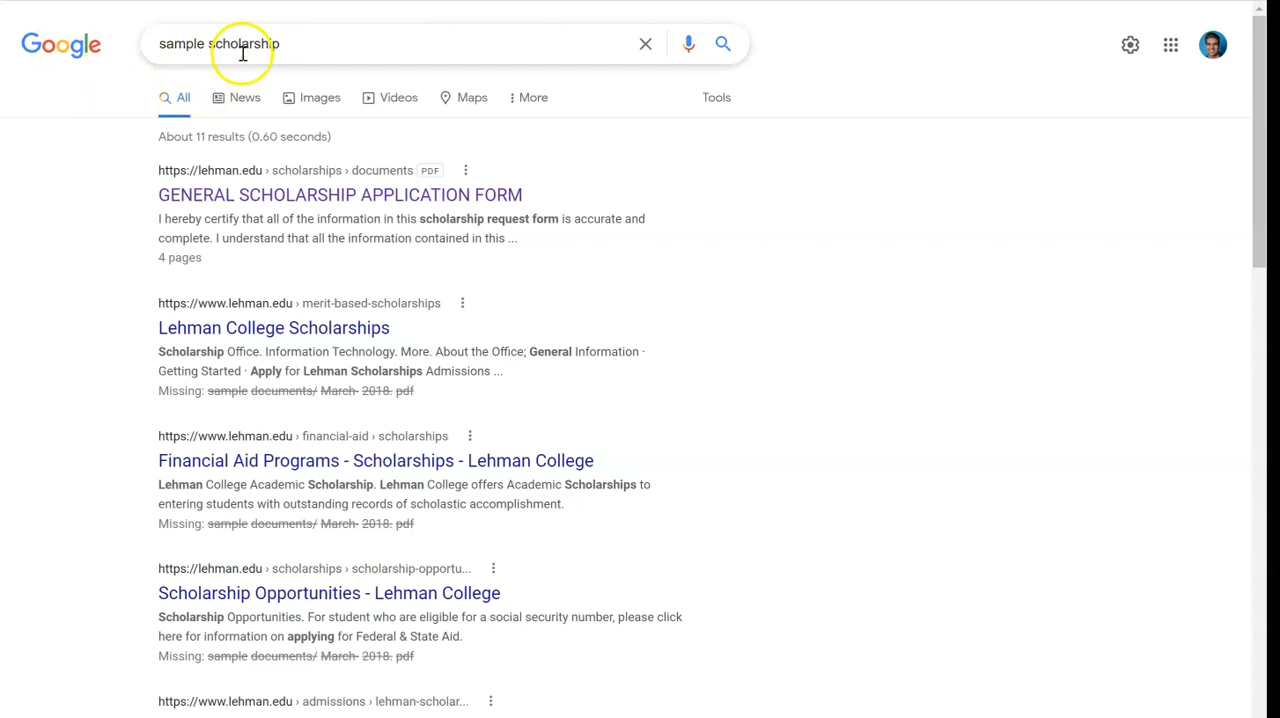 Google
sample scholarship
All News Images Videos Maps More Tools
About 11 results (0.60 seconds)
https://lehman.edu › scholarships › documents PDF
GENERAL SCHOLARSHIP APPLICATION FORM
I hereby certify that all of the information in this scholarship request form is accurate and
complete. I understand that all the information contained in this ...
4 pages
https://www.lehman.edu › merit-based-scholarships
Lehman College Scholarships
Scholarship Office. Information Technology. More. About the Office; General Information ·
Getting Started · Apply for Lehman Scholarships Admissions ...
Missing: sample documents/ March- 2018. pdf
https://www.lehman.edu › financial-aid › scholarships
Financial Aid Programs - Scholarships - Lehman College
Lehman College Academic Scholarship. Lehman College offers Academic Scholarships to
entering students with outstanding records of scholastic accomplishment.
Missing: sample documents/ March- 2018. pdf
https://lehman.edu › scholarships › scholarship-opportu...
Scholarship Opportunities - Lehman College
Scholarship Opportunities. For student who are eligible for a social security number, please click
here for information on applying for Federal & State Aid.
Missing: sample documents/ March- 2018. pdf
https://www.lehman.edu › admissions › lehman-scholar...